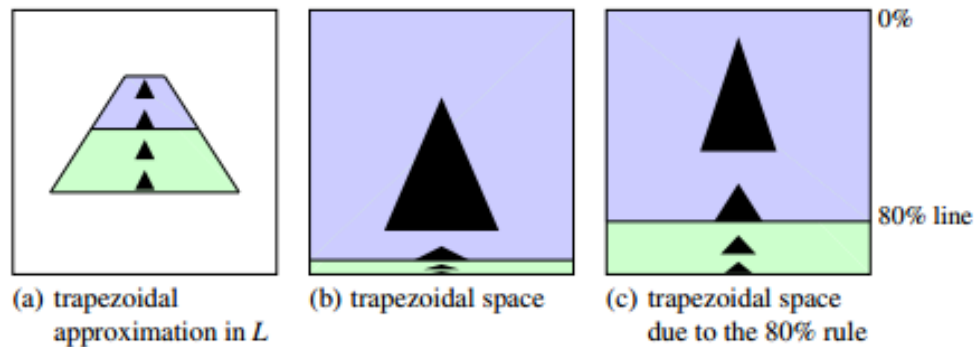 0%
80% line
(a) trapezoidal
approximation in L
(b) trapezoidal space
(c) trapezoidal space
due to the 80% rule